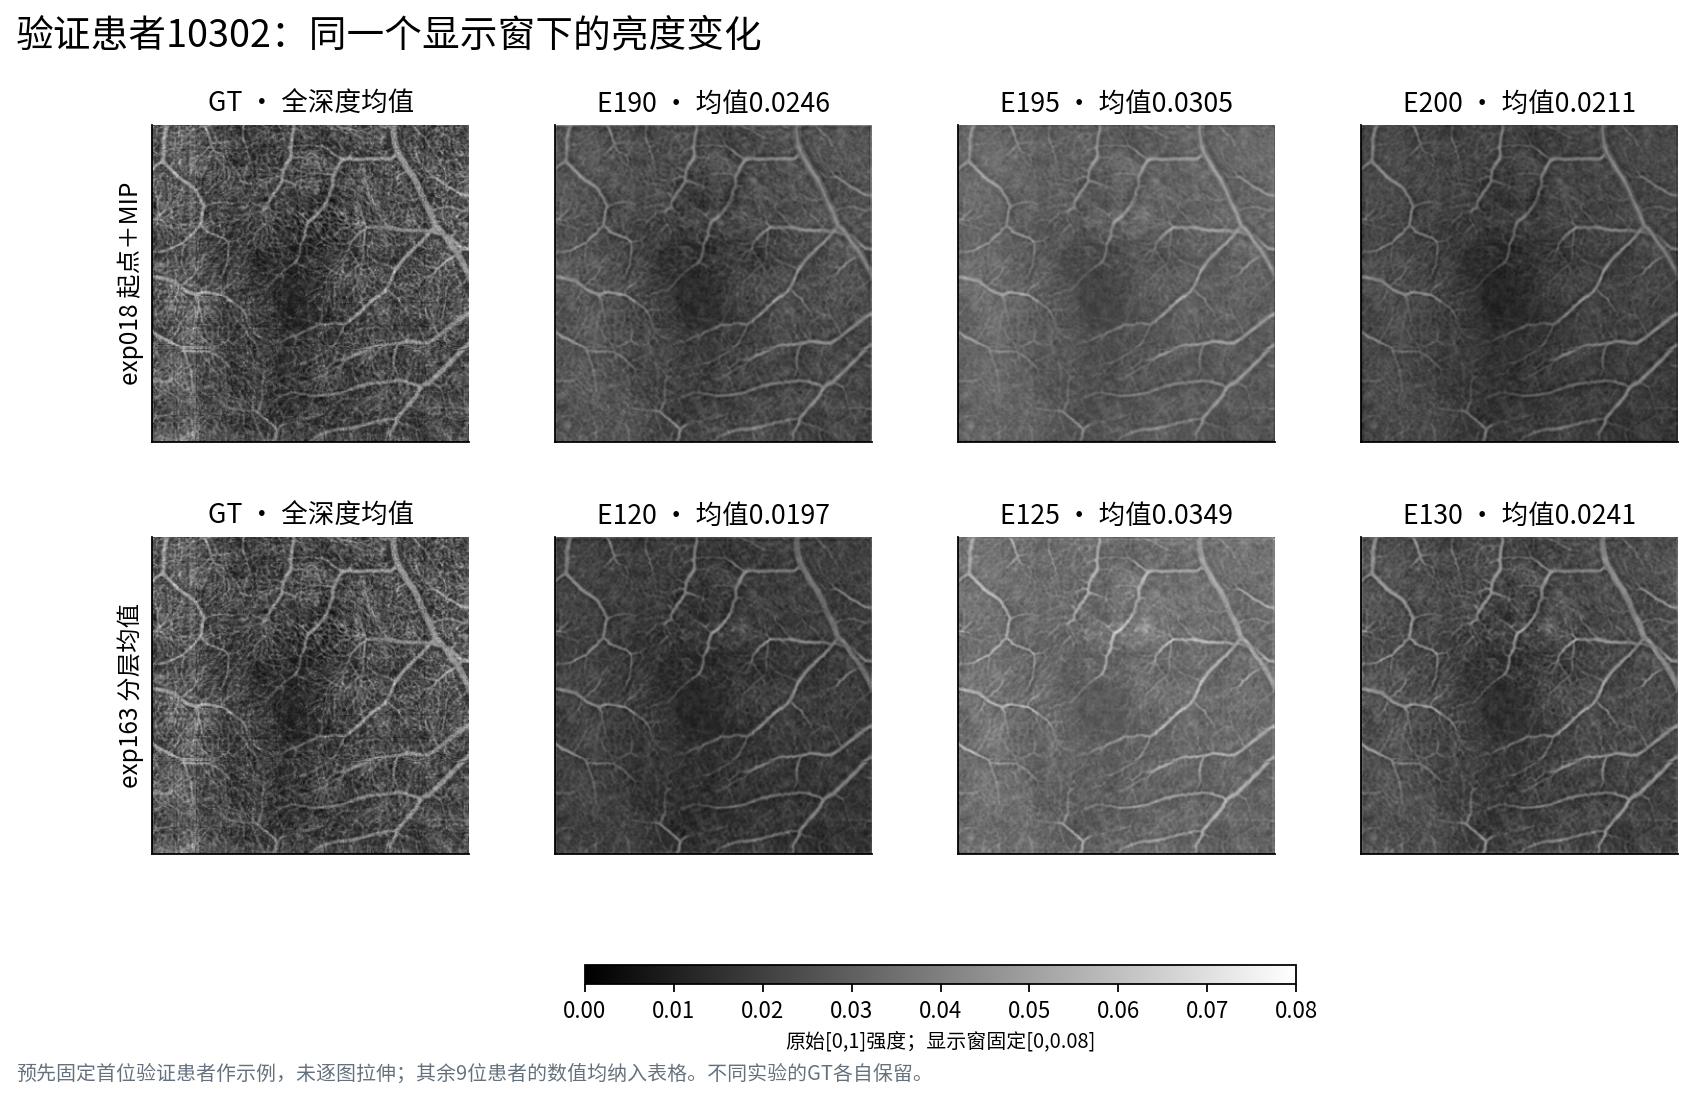 验证患者10302：同一个显示窗下的亮度变化
GT · 全深度均值
E190 · 均值0.0246
E195 · 均值0.0305
E200 · 均值0.0211
exp018 起点＋MIP
GT · 全深度均值
E120 · 均值0.0197
E125 · 均值0.0349
E130 · 均值0.0241
exp163 分层均值
0.00 0.01 0.02 0.03 0.04 0.05 0.06 0.07 0.08
原始[0,1]强度；显示窗固定[0,0.08]
预先固定首位验证患者作示例，未逐图拉伸；其余9位患者的数值均纳入表格。不同实验的GT各自保留。